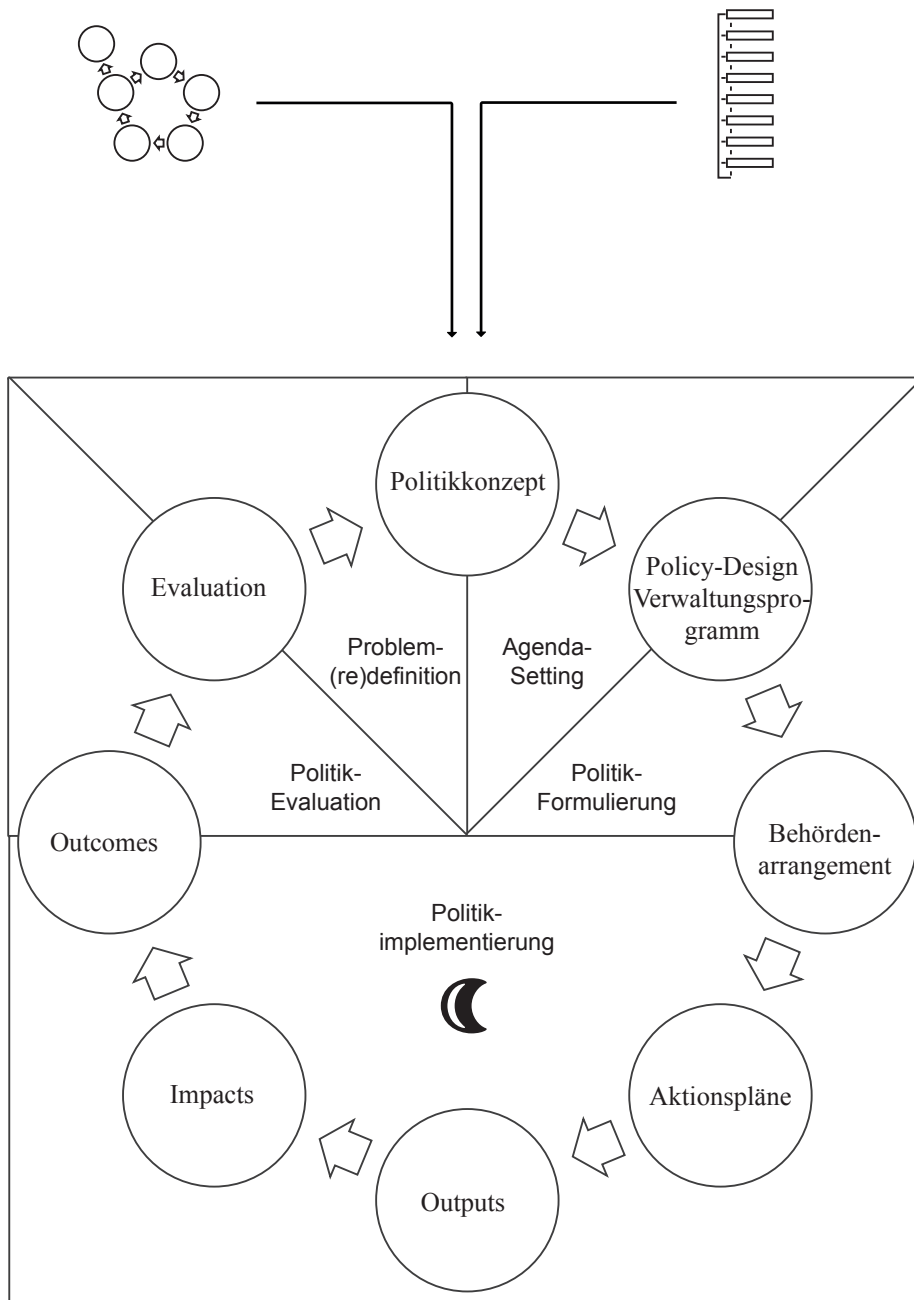 Politikkonzept
Evaluation
Policy-Design
Verwaltungspro-
gramm
Problem-
(re)definition
Agenda-
Setting
Politik-
Evaluation
Politik-
Formulierung
Outcomes
Behörden-
arrangement
Politik-
implementierung
Impacts
Aktionspläne
Outputs